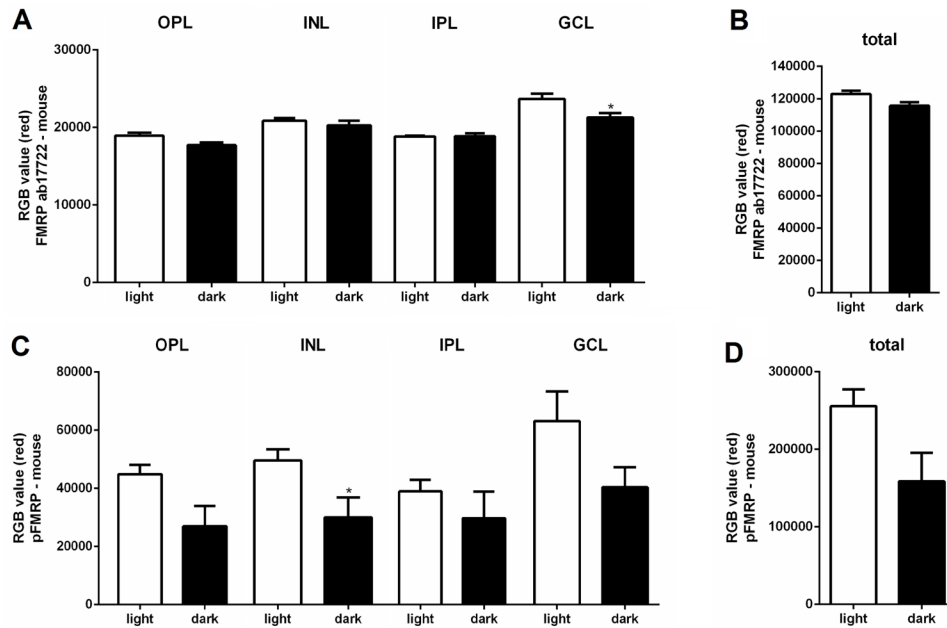 A
OPL INL IPL GCL
RGB value (red)
FMRP ab17722 - mouse
30000
20000
10000
0
light dark light dark light dark light dark
*
B
total
RGB value (red)
FMRP ab17722 - mouse
140000
120000
100000
80000
60000
40000
20000
0
light dark
C
OPL INL IPL GCL
RGB value (red)
pFMRP - mouse
80000
60000
40000
20000
0
*
light dark light dark light dark light dark
D
total
RGB value (red)
pFMRP - mouse
300000
200000
100000
0
light dark